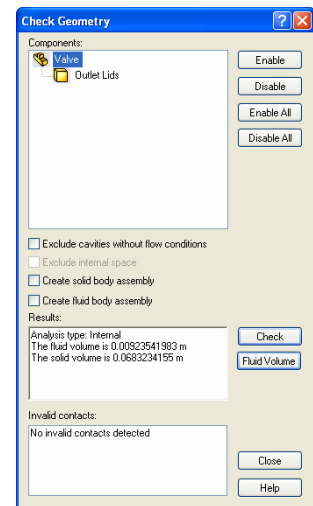 Check Geometry
Components:
Valve
Outlet Lids
Enable
Disable
Enable All
Disable All
Exclude cavities without flow conditions
Exclude internal space
Create solid body assembly
Create fluid body assembly
Results:
Analysis type: Internal
The fluid volume is 0.00923541983 m
The solid volume is 0.0683234155 m
Check
Fluid Volume
Invalid contacts:
No invalid contacts detected
Close
Help